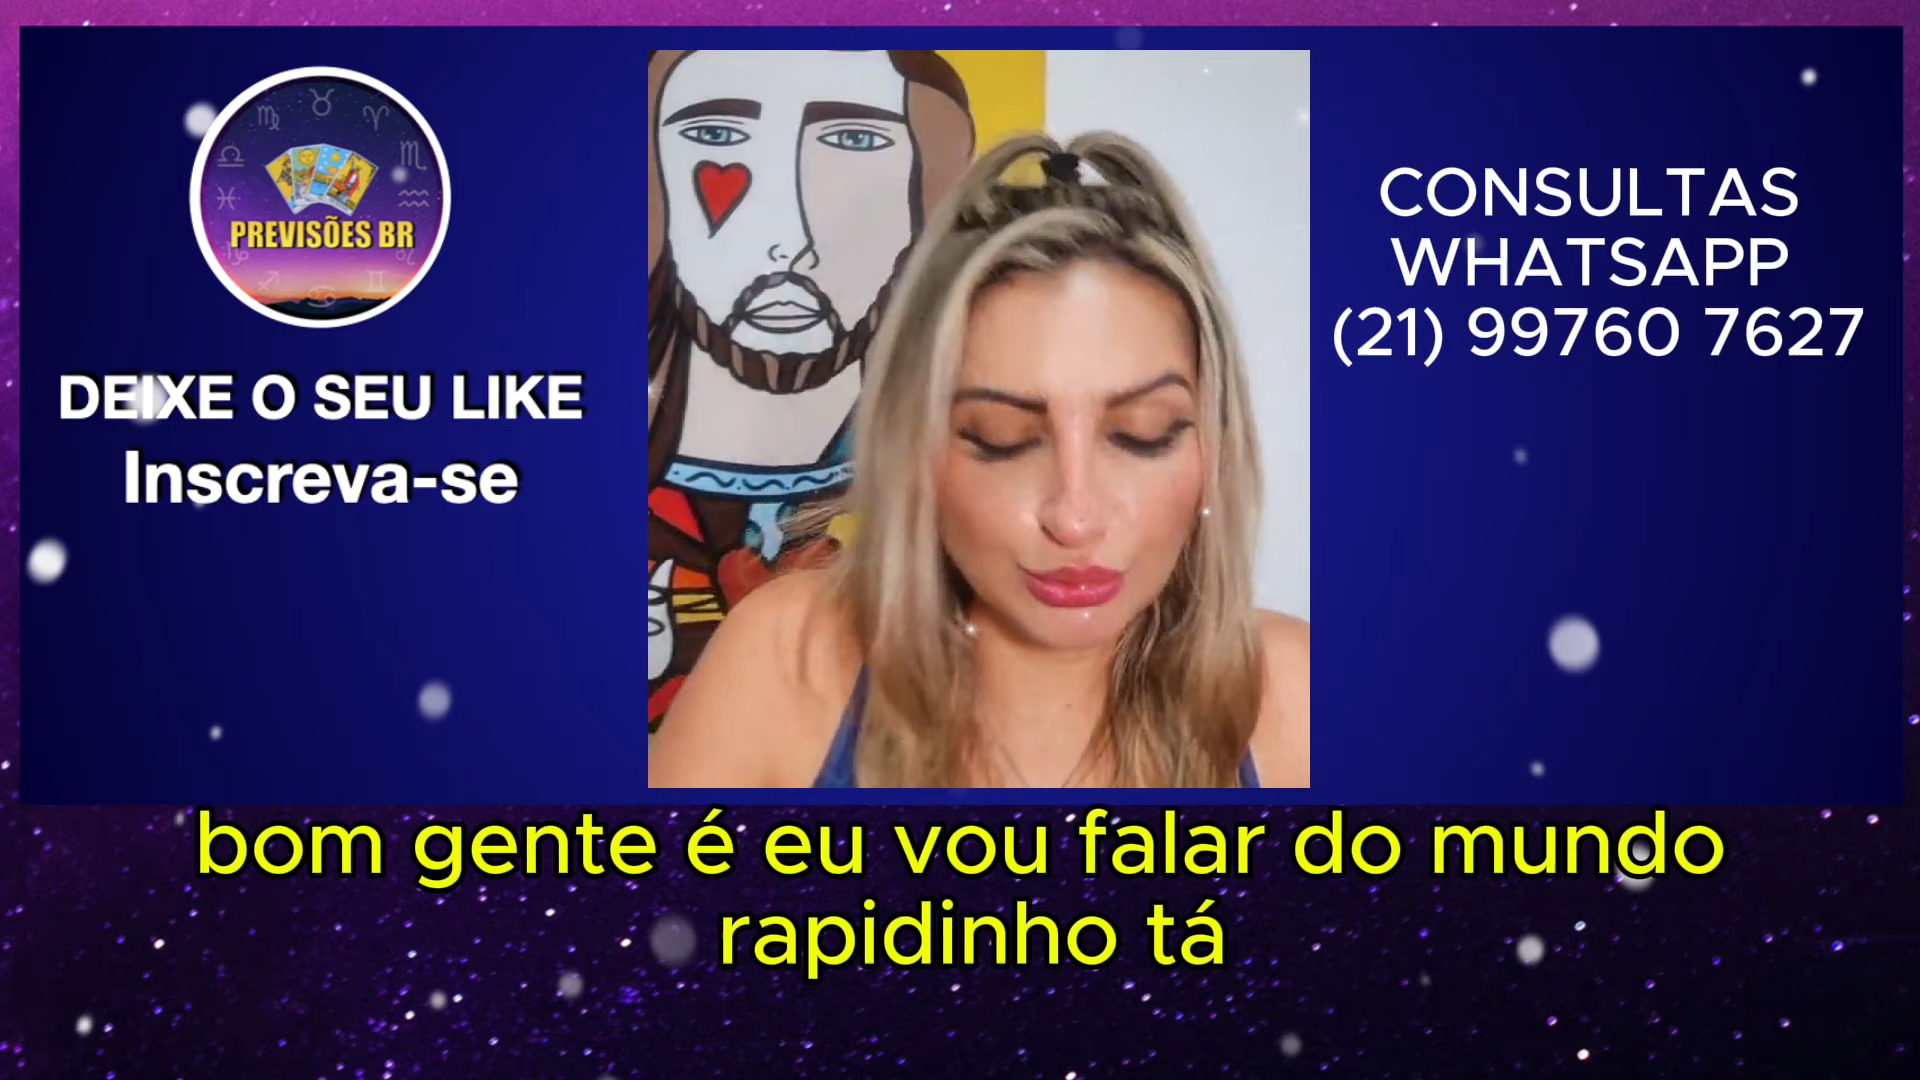 PREVISÕES BR
DEIXE O SEU LIKE
Inscreva-se
CONSULTAS
WHATSAPP
(21) 99760 7627
bom gente é eu vou falar do mundo
rapidinho tá